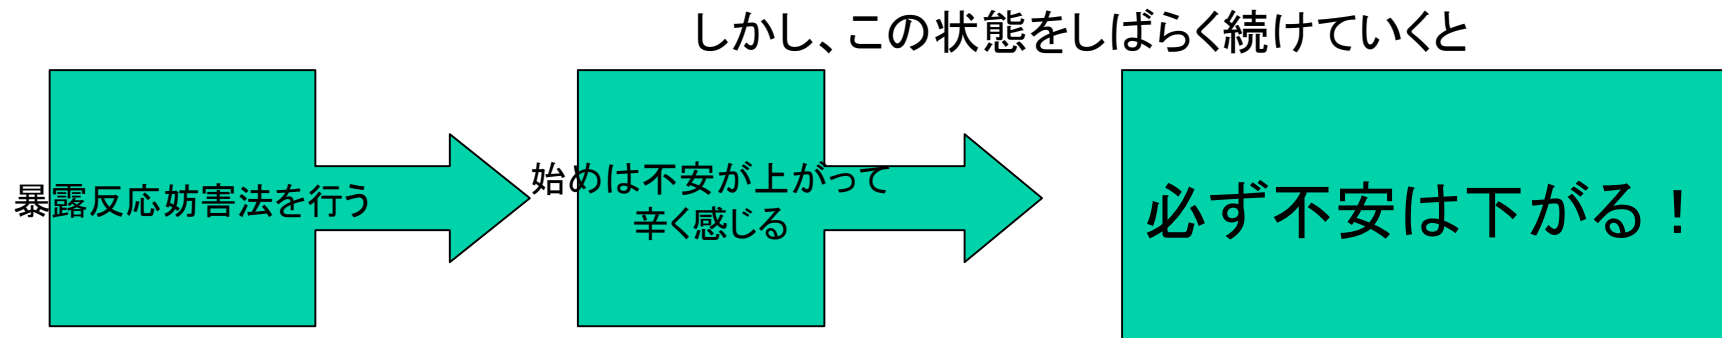 しかし、この状態をしばらく続けていくと
暴露反応妨害法を行う
始めは不安が上がって
辛く感じる
必ず不安は下がる！